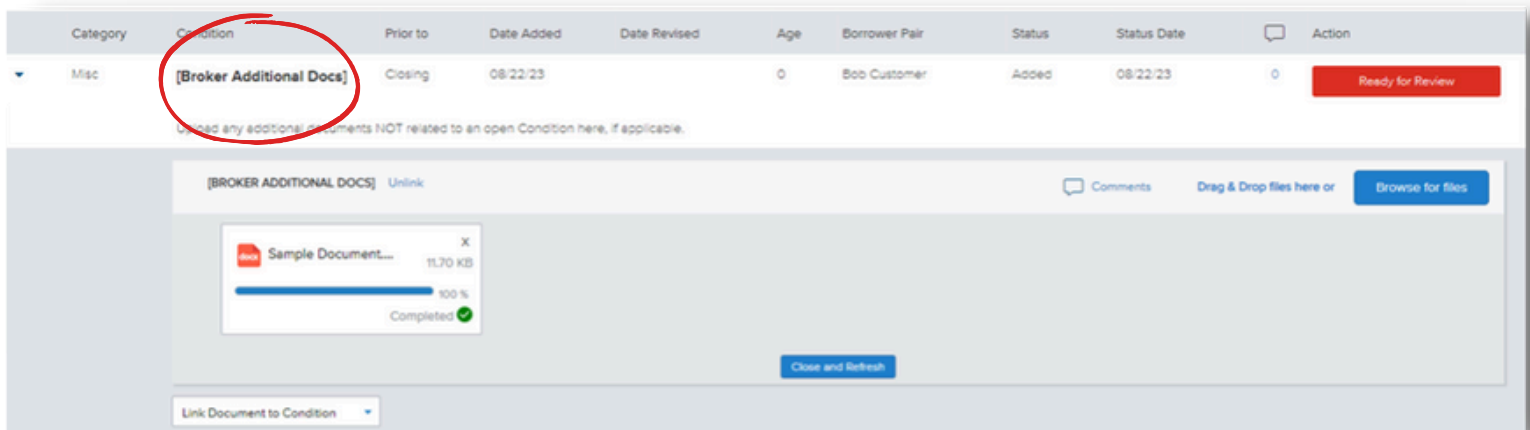 Category Condition Prior to Date Added Date Revised Age Borrower Pair Status Status Date Action
Misc [Broker Additional Docs] Closing 08/22/23 0 Bob Customer Added 08/22/23 0 Ready for Review
Upload any additional documents NOT related to an open Condition here, if applicable.
[BROKER ADDITIONAL DOCS] Unlink Comments Drag & Drop files here or Browse for files
docx Sample Document.... X
11.70 KB
100 %
Completed
Close and Refresh
Link Document to Condition